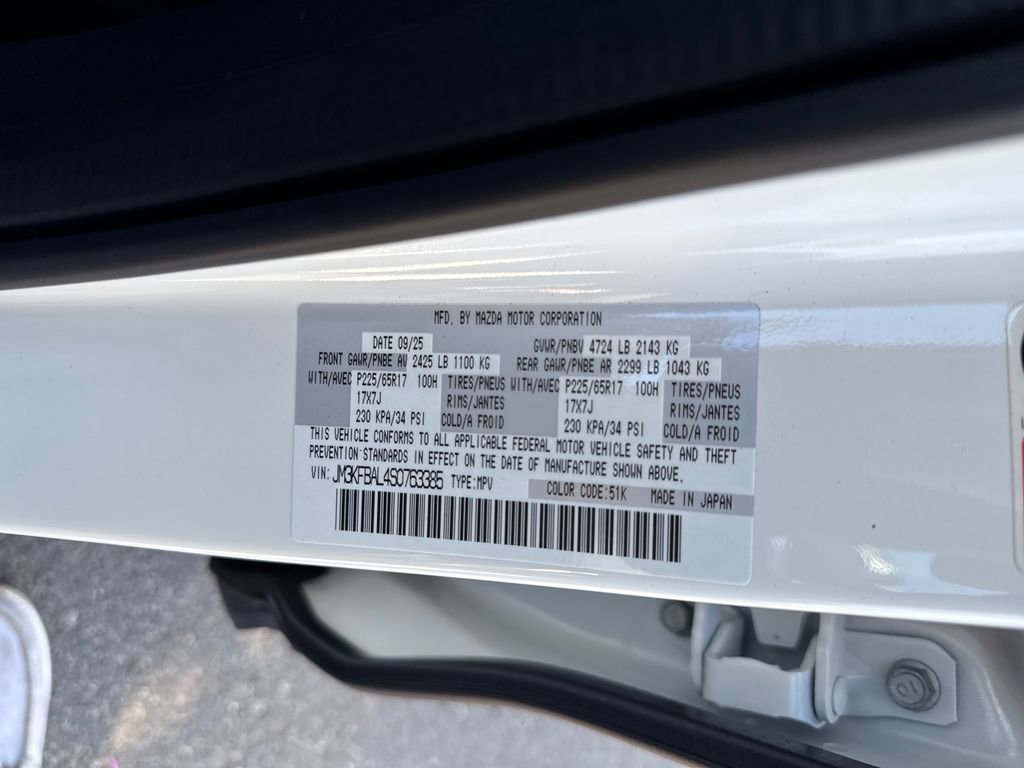 MFD. BY MAZDA MOTOR CORPORATION
DATE 09/25 GVWR/PNBV 4724 LB 2143 KG
FRONT GAWR/PNBE AV 2425 LB 1100 KG REAR GAWR/PNBE AR 2299 LB 1043 KG
WITH/AVEC P225/65R17 100H TIRES/PNEUS WITH/AVEC P225/65R17 100H TIRES/PNEUS
17X7J RIMS/JANTES 17X7J RIMS/JANTES
230 KPA/34 PSI COLD/A FROID 230 KPA/34 PSI COLD/A FROID
THIS VEHICLE CONFORMS TO ALL APPLICABLE FEDERAL MOTOR VEHICLE SAFETY AND THEFT
PREVENTION STANDARDS IN EFFECT ON THE DATE OF MANUFACTURE SHOWN ABOVE.
VIN: JM3KFBAL4S0763385 TYPE:MPV COLOR CODE:51K MADE IN JAPAN